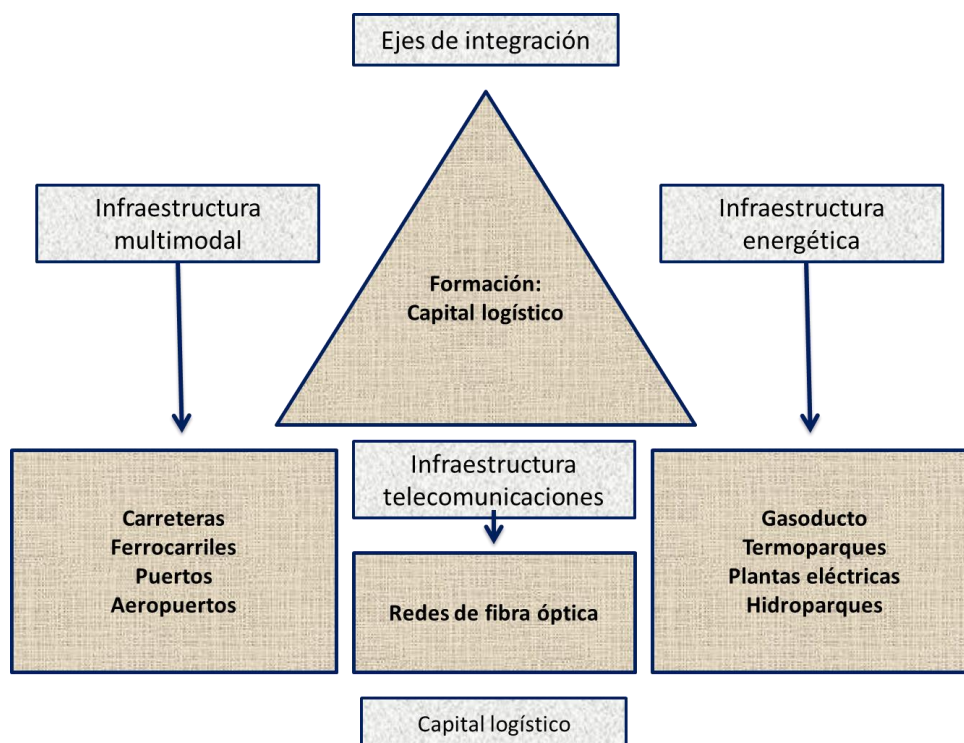 Ejes de integración
Infraestructura
multimodal
Infraestructura
energética
Formación:
Capital logístico
Infraestructura
telecomunicaciones
Carreteras
Ferrocarriles
Puertos
Aeropuertos
Redes de fibra óptica
Gasoducto
Termoparques
Plantas eléctricas
Hidroparques
Capital logístico